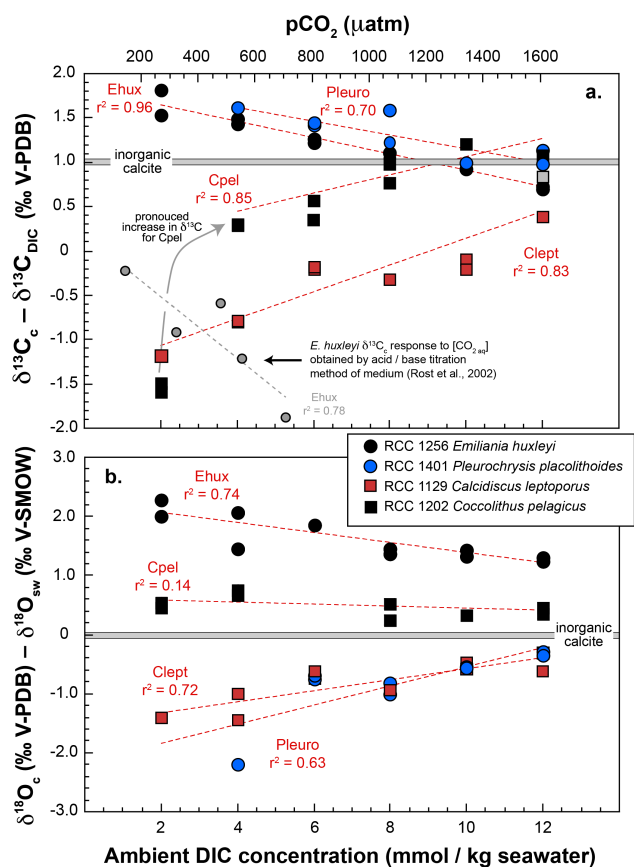 pCO2 (µatm)
0 200 400 600 800 1000 1200 1400 1600
a.
2.0
1.5
1.0
0.5
0
-0.5
-1.0
-1.5
-2.0
δ13Cc – δ13CDIC (‰ V-PDB)
Ehux
r2 = 0.96
Pleuro
r2 = 0.70
inorganic
calcite
Cpel
r2 = 0.85
pronouced
increase in δ13C
for Cpel
Clept
r2 = 0.83
E. huxleyi δ13Cc response to [CO2 aq]
obtained by acid / base titration
method of medium (Rost et al., 2002)
Ehux
r2 = 0.78
RCC 1256 Emiliania huxleyi
RCC 1401 Pleurochrysis placolithoides
RCC 1129 Calcidiscus leptoporus
RCC 1202 Coccolithus pelagicus
b.
3.0
2.0
1.0
0
-1.0
-2.0
-3.0
δ18Oc (‰ V-PDB) – δ18Osw (‰ V-SMOW)
Ehux
r2 = 0.74
Cpel
r2 = 0.14
inorganic
calcite
Clept
r2 = 0.72
Pleuro
r2 = 0.63
2 4 6 8 10 12
Ambient DIC concentration (mmol / kg seawater)